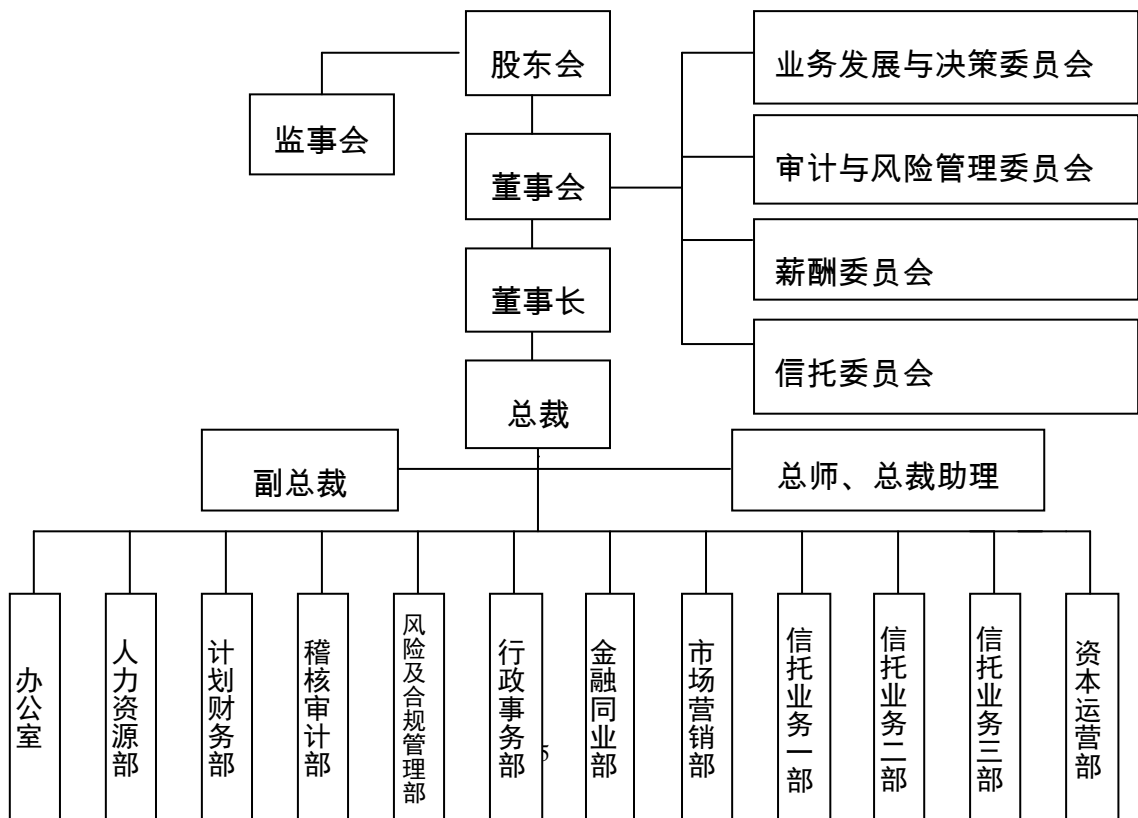 股东会
业务发展与决策委员会
监事会
审计与风险管理委员会
董事会
薪酬委员会
董事长
信托委员会
总裁
副总裁
总师、总裁助理
办公室
人力资源部
计划财务部
稽核审计部
风险及合规管理部
行政事务部
5
金融同业部
市场营销部
信托业务一部
信托业务二部
信托业务三部
资本运营部